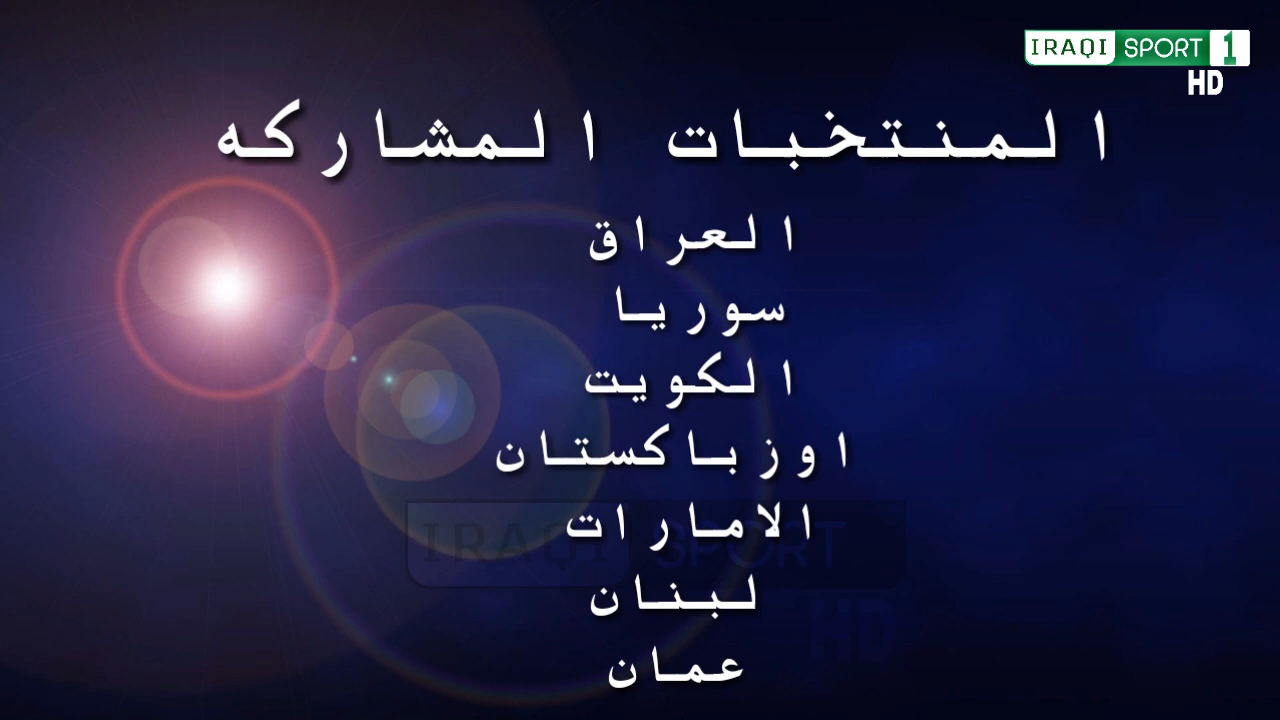 IRAQI SPORT 1
HD
المنتخبات المشاركه
العراق
سوريا
الكويت
اوزباكستان
الامارات
لبنان
عمان
IRAQI SPORT
HD